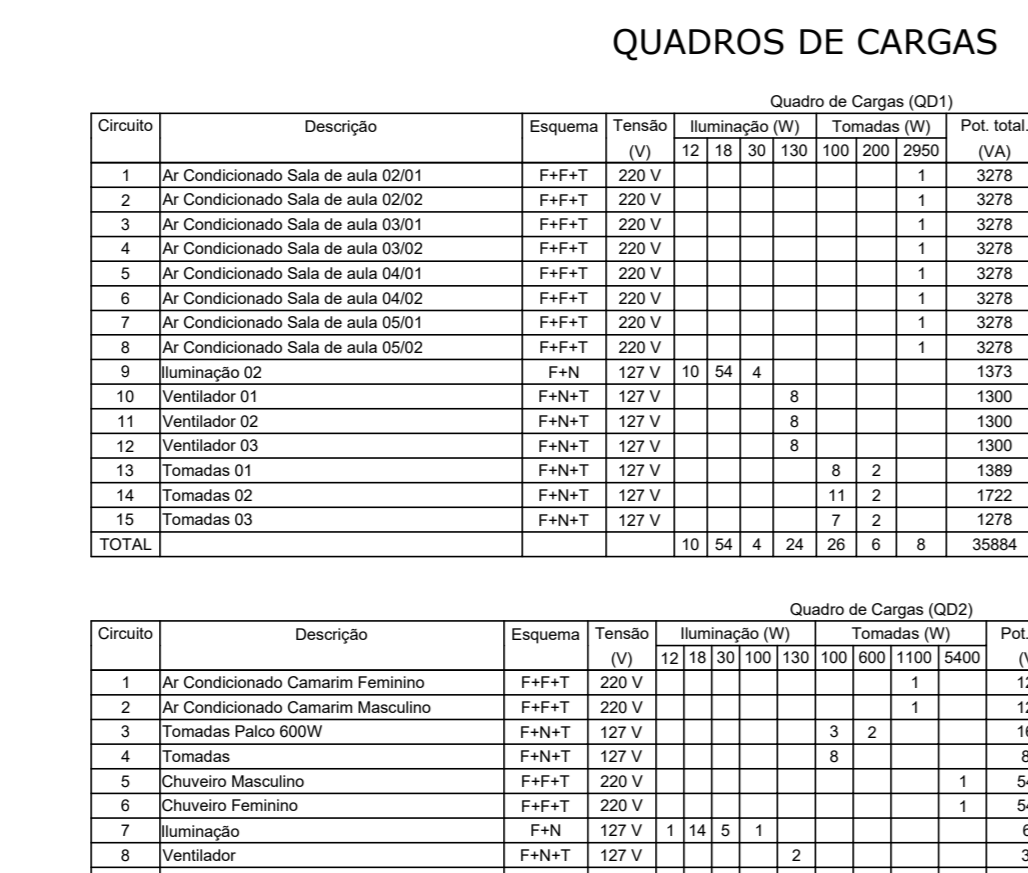 QUADROS DE CARGAS
Quadro de Cargas (QD1)
Circuito Descrição Esquema Tensão Iluminação (W) Tomadas (W) Pot. total.
(V) 12 18 30 130 100 200 2950 (VA)
1 Ar Condicionado Sala de aula 02/01 F+F+T 220 V 1 3278
2 Ar Condicionado Sala de aula 02/02 F+F+T 220 V 1 3278
3 Ar Condicionado Sala de aula 03/01 F+F+T 220 V 1 3278
4 Ar Condicionado Sala de aula 03/02 F+F+T 220 V 1 3278
5 Ar Condicionado Sala de aula 04/01 F+F+T 220 V 1 3278
6 Ar Condicionado Sala de aula 04/02 F+F+T 220 V 1 3278
7 Ar Condicionado Sala de aula 05/01 F+F+T 220 V 1 3278
8 Ar Condicionado Sala de aula 05/02 F+F+T 220 V 1 3278
9 Iluminação 02 F+N 127 V 10 54 4 1373
10 Ventilador 01 F+N+T 127 V 8 1300
11 Ventilador 02 F+N+T 127 V 8 1300
12 Ventilador 03 F+N+T 127 V 8 1300
13 Tomadas 01 F+N+T 127 V 8 2 1389
14 Tomadas 02 F+N+T 127 V 11 2 1722
15 Tomadas 03 F+N+T 127 V 7 2 1278
TOTAL 10 54 4 24 26 6 8 35884
Quadro de Cargas (QD2)
Circuito Descrição Esquema Tensão Iluminação (W) Tomadas (W) Pot.
(V) 12 18 30 100 130 100 600 1100 5400
1 Ar Condicionado Camarim Feminino F+F+T 220 V 1
2 Ar Condicionado Camarim Masculino F+F+T 220 V 1
3 Tomadas Palco 600W F+N+T 127 V 3 2
4 Tomadas F+N+T 127 V 8
5 Chuveiro Masculino F+F+T 220 V 1
6 Chuveiro Feminino F+F+T 220 V 1
7 Iluminação F+N 127 V 1 14 5 1
8 Ventilador F+N+T 127 V 2